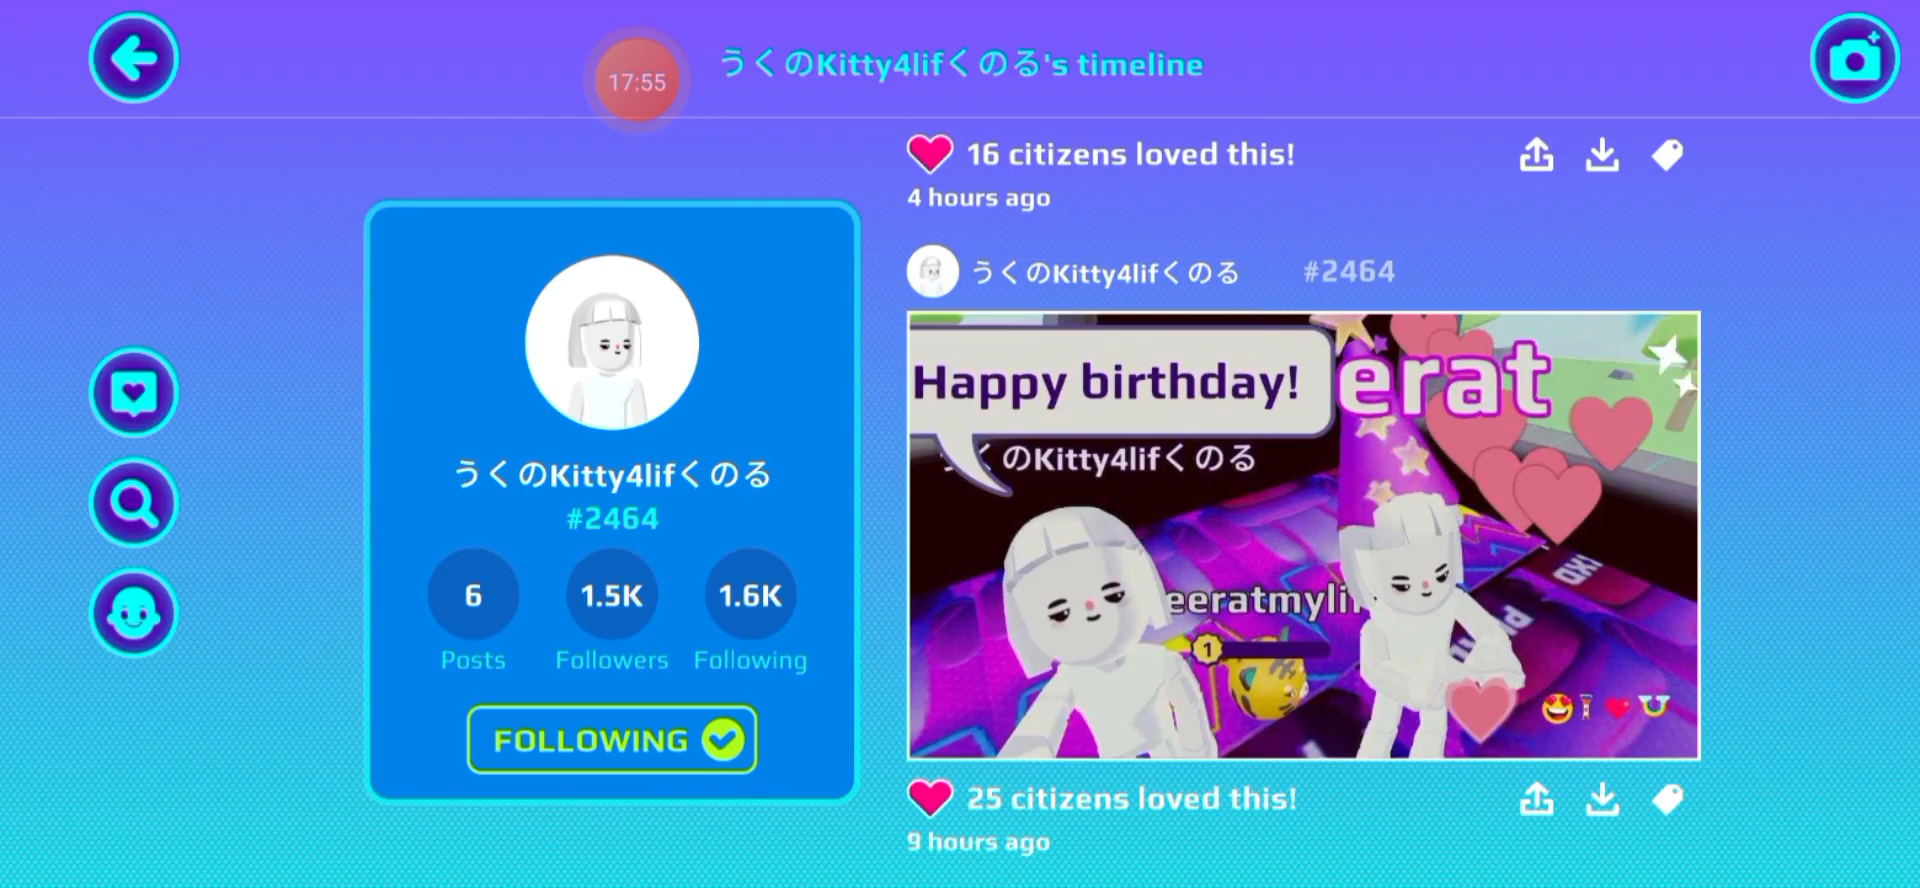 17:55
うくのKitty4lifくのる's timeline
16 citizens loved this!
4 hours ago
うくのKitty4lifくのる #2464
うくのKitty4lifくのる
#2464
6 1.5K 1.6K
Posts Followers Following
FOLLOWING
Happy birthday!
erat
くのKitty4lifくのる
eeratmylif
1
25 citizens loved this!
9 hours ago